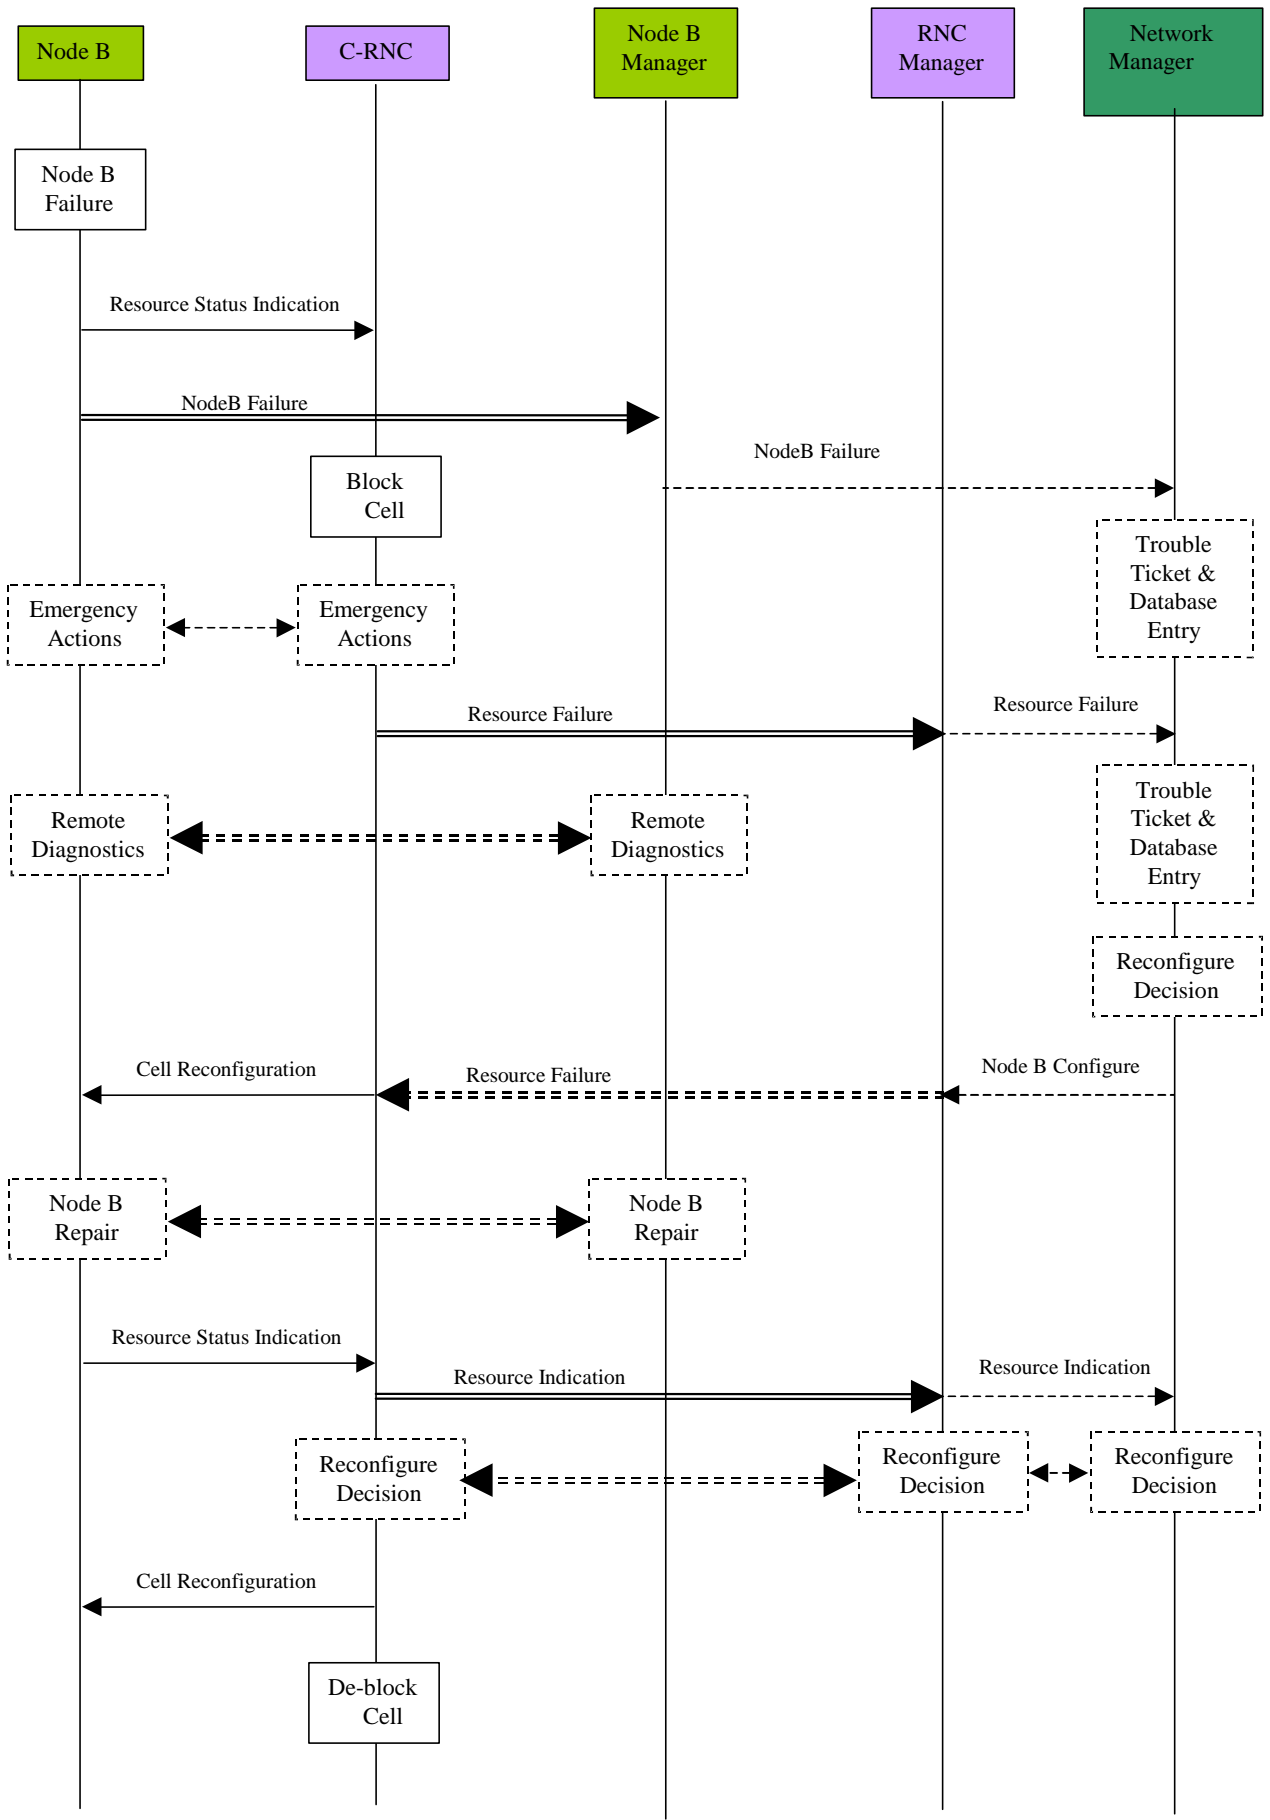 Node B
C-RNC
Node B
Manager
RNC
Manager
Network
Manager
Node B
Failure
Resource Status Indication
NodeB Failure
NodeB Failure
Block
Cell
Trouble
Ticket &
Database
Entry
Emergency
Actions
Emergency
Actions
Resource Failure
Resource Failure
Remote
Diagnostics
Remote
Diagnostics
Trouble
Ticket &
Database
Entry
Reconfigure
Decision
Cell Reconfiguration
Resource Failure
Node B Configure
Node B
Repair
Node B
Repair
Resource Status Indication
Resource Indication
Resource Indication
Reconfigure
Decision
Reconfigure
Decision
Reconfigure
Decision
Cell Reconfiguration
De-block
Cell